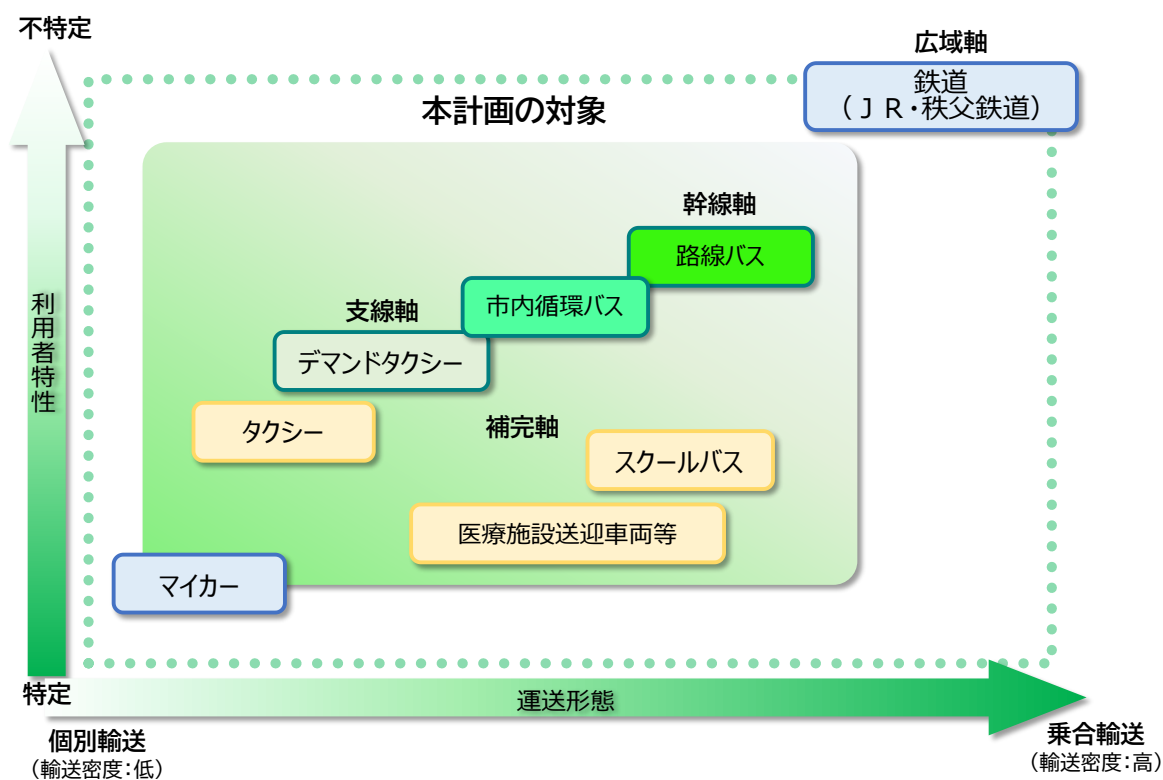 不特定
広域軸
鉄道
（ＪＲ・秩父鉄道）
本計画の対象
幹線軸
路線バス
市内循環バス
支線軸
デマンドタクシー
利用者特性
タクシー
補完軸
スクールバス
医療施設送迎車両等
マイカー
特定
運送形態
個別輸送
（輸送密度：低）
乗合輸送
（輸送密度：高）